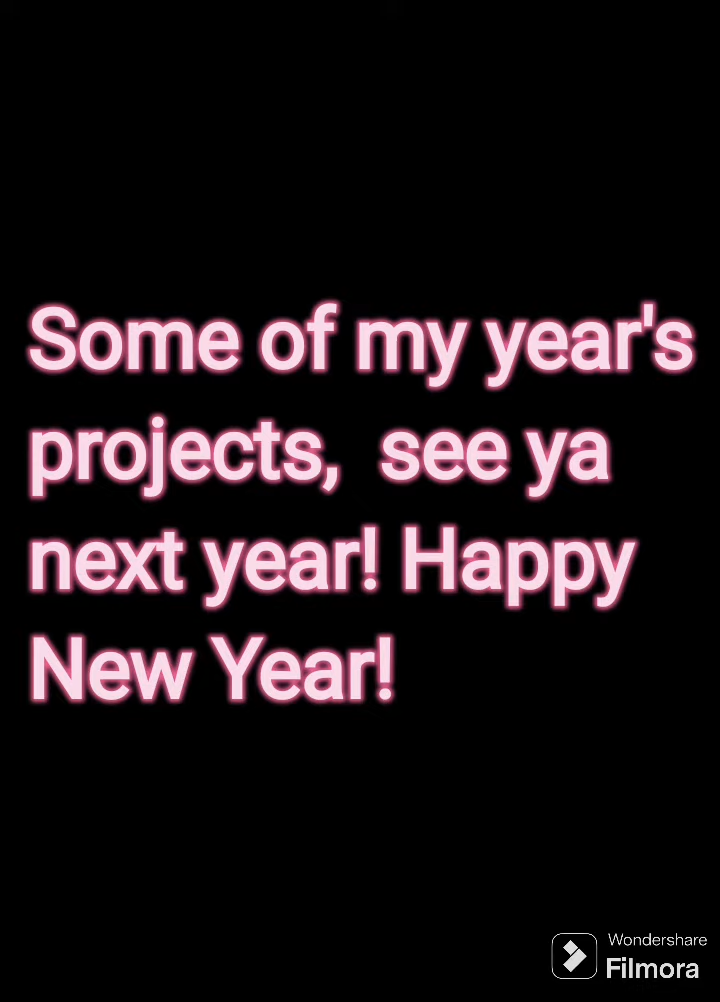 Some of my year's
projects,  see ya
next year! Happy
New Year!
Wondershare
Filmora